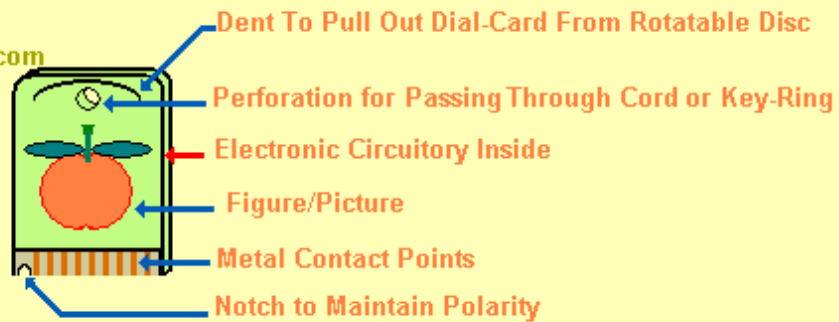 Dent To Pull Out Dial-Card From Rotatable Disc
com
Perforation for Passing Through Cord or Key-Ring
Electronic Circuitory Inside
Figure/Picture
Metal Contact Points
Notch to Maintain Polarity